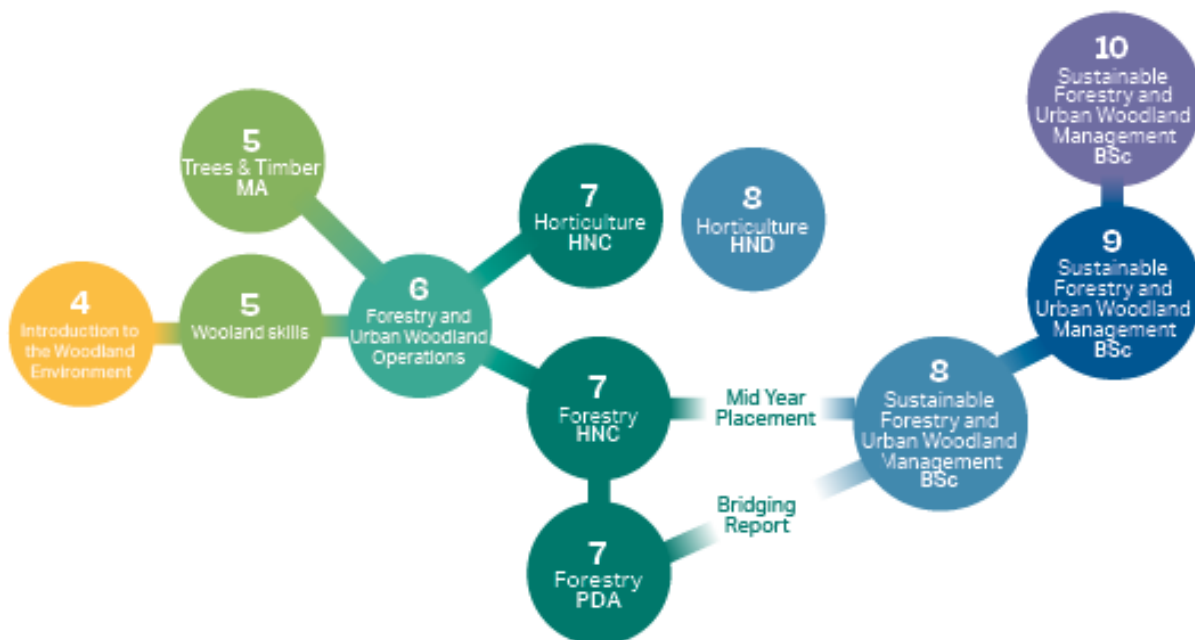 4
Introduction to
the Woodland
Environment
5
Trees & Timber
MA
5
Wooland skills
6
Forestry and
Urban Woodland
Operations
7
Horticulture
HNC
8
Horticulture
HND
7
Forestry
HNC
Mid Year
Placement
7
Forestry
PDA
Bridging
Report
8
Sustainable
Forestry and
Urban Woodland
Management
BSc
9
Sustainable
Forestry and
Urban Woodland
Management
BSc
10
Sustainable
Forestry and
Urban Woodland
Management
BSc